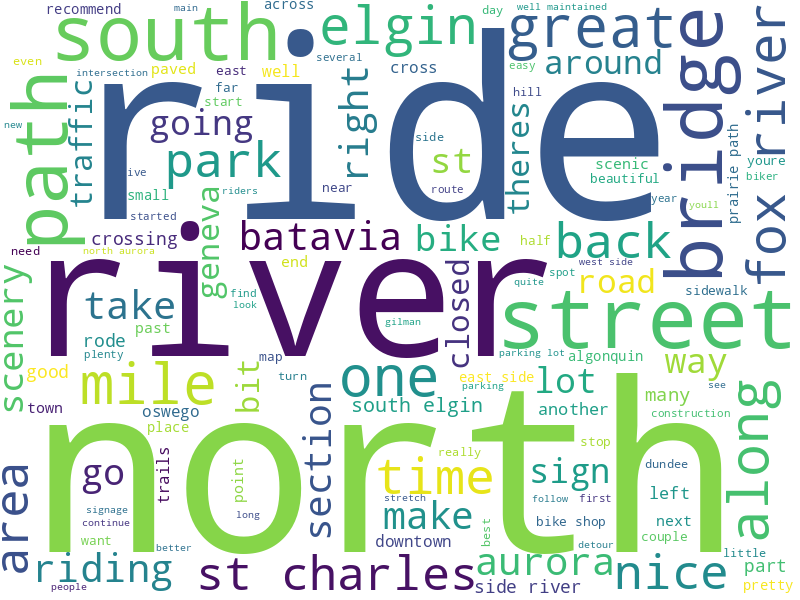 recommend
main
across
day
well maintained
south
elgin
great
fox river
even
intersection
paved
east
well
several
cross
easy
around
bridge
path
traffic
far
start
ride
right
hill
new
going
side
theres
scenic
beautiful
prairie path
youre
biker
park
st
route
ive
small
riders
near
year
youll
started
geneva
crossing
batavia
bike
half
back
need
north aurora
end
west side
river
closed
spot
quite
road
sidewalk
scenery
take
find
look
street
rode
past
gilman
plenty
map
parking lot
algonquin
way
good
mile
bit
turn
one
east side
parking
lot
many
see
town
oswego
section
south elgin
another
construction
along
place
north
stop
really
area
go
trails
point
time
sign
dundee
left
signage
continue
long
stretch
make
follow
first
bike shop
next
want
better
downtown
best
detour
couple
little
riding
people
st charles
aurora
side river
nice
part
pretty